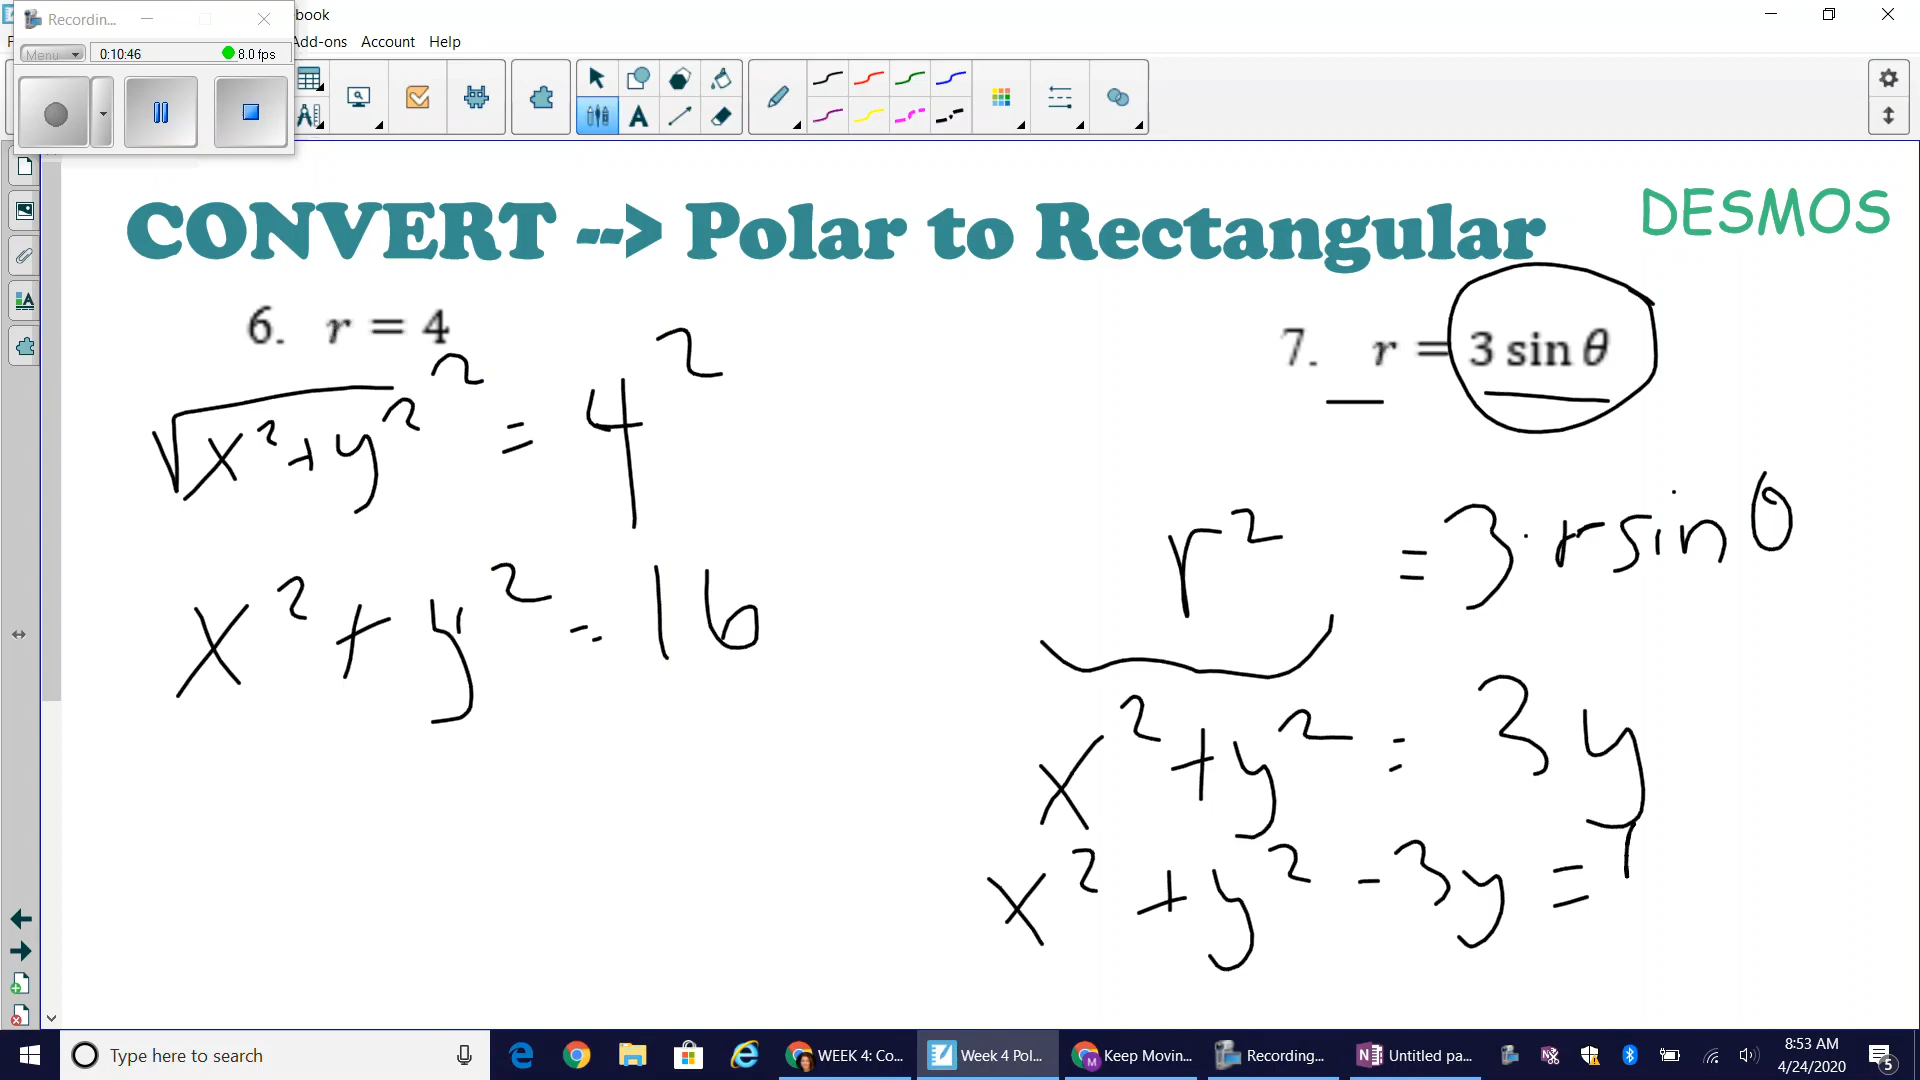 Recordin...
book
Menu
0:10:46
8.0 fps
Add-ons Account Help
CONVERT --> Polar to Rectangular
DESMOS
6. r = 4
√x²+y² ² = 4²
x² + y² = 16
7. r = 3 sin θ
r² = 3·r sin θ
x² + y² = 3y
x² + y² - 3y =
Type here to search
WEEK 4: Co...
Week 4 Pol...
Keep Movin...
Recording...
Untitled pa...
8:53 AM
4/24/2020
5